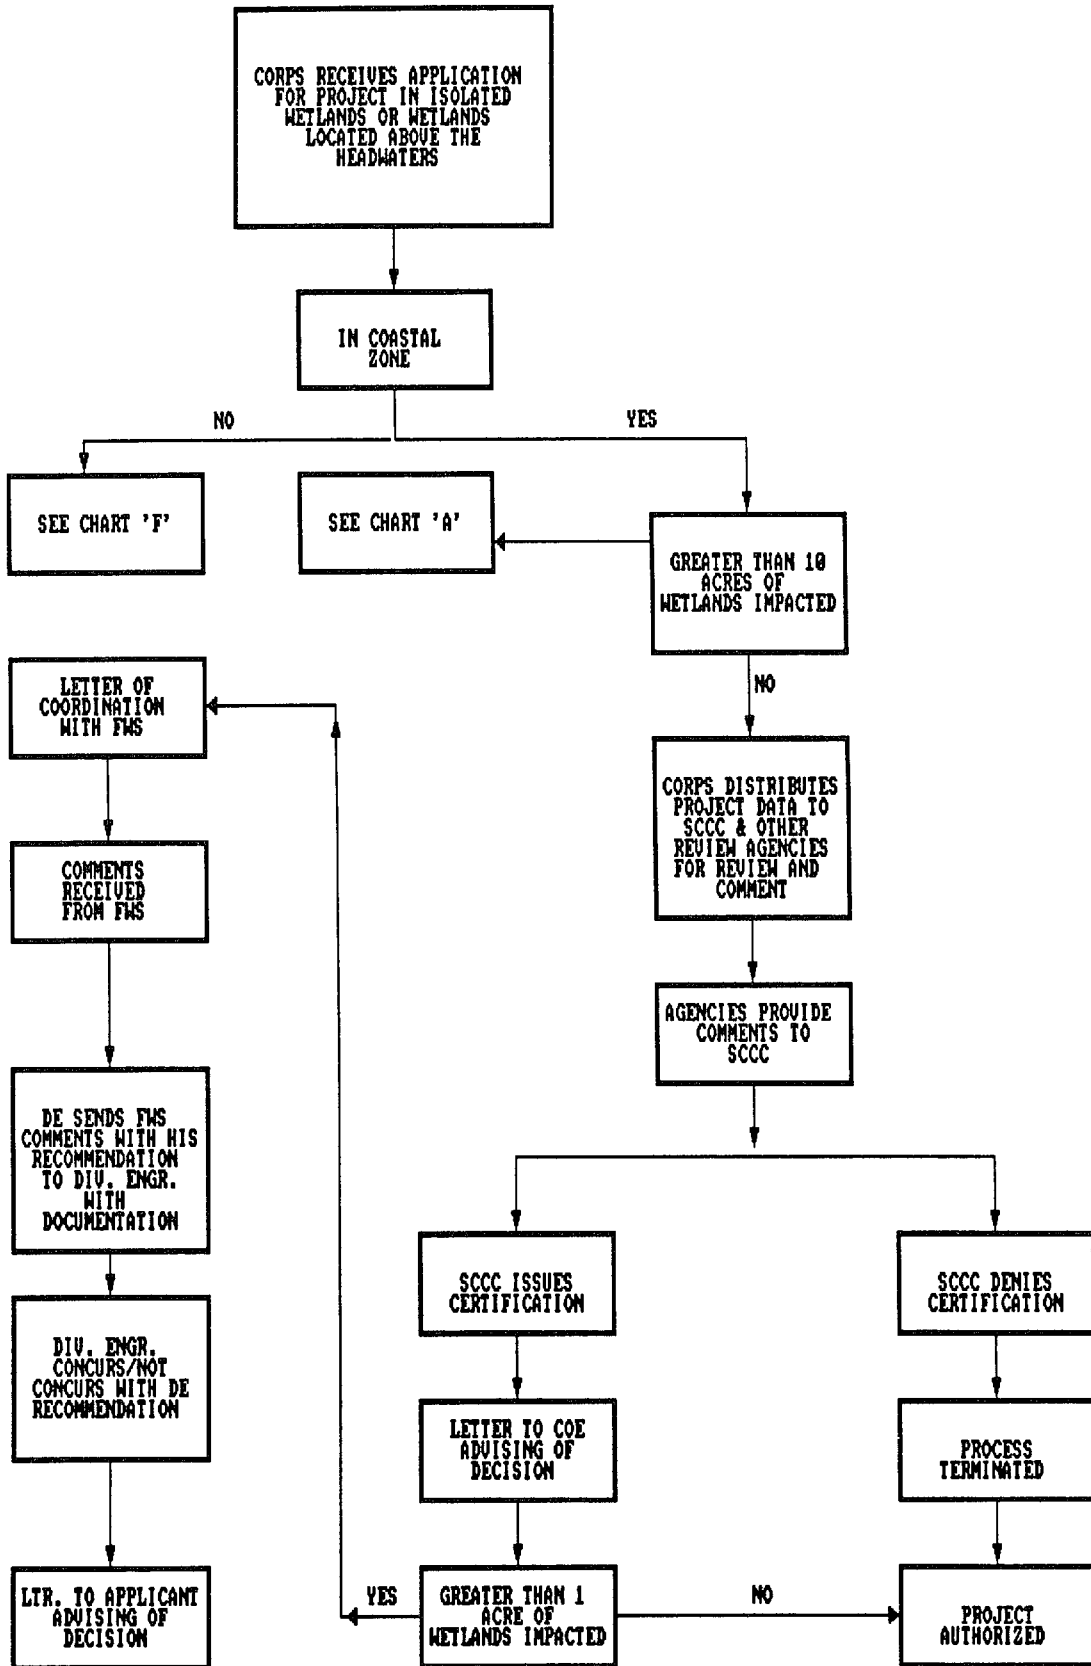 CORPS RECEIVES APPLICATION
FOR PROJECT IN ISOLATED
WETLANDS OR WETLANDS
LOCATED ABOVE THE
HEADWATERS
IN COASTAL
ZONE
NO
YES
SEE CHART 'F'
SEE CHART 'A'
GREATER THAN 10
ACRES OF
WETLANDS IMPACTED
NO
LETTER OF
COORDINATION
WITH FWS
CORPS DISTRIBUTES
PROJECT DATA TO
SCCC & OTHER
REVIEW AGENCIES
FOR REVIEW AND
COMMENT
COMMENTS
RECEIVED
FROM FWS
AGENCIES PROVIDE
COMMENTS TO
SCCC
DE SENDS FWS
COMMENTS WITH HIS
RECOMMENDATION
TO DIV. ENGR.
WITH
DOCUMENTATION
SCCC ISSUES
CERTIFICATION
SCCC DENIES
CERTIFICATION
DIV. ENGR.
CONCURS/NOT
CONCURS WITH DE
RECOMMENDATION
LETTER TO COE
ADVISING OF
DECISION
PROCESS
TERMINATED
LTR. TO APPLICANT
ADVISING OF
DECISION
YES
GREATER THAN 1
ACRE OF
WETLANDS IMPACTED
NO
PROJECT
AUTHORIZED